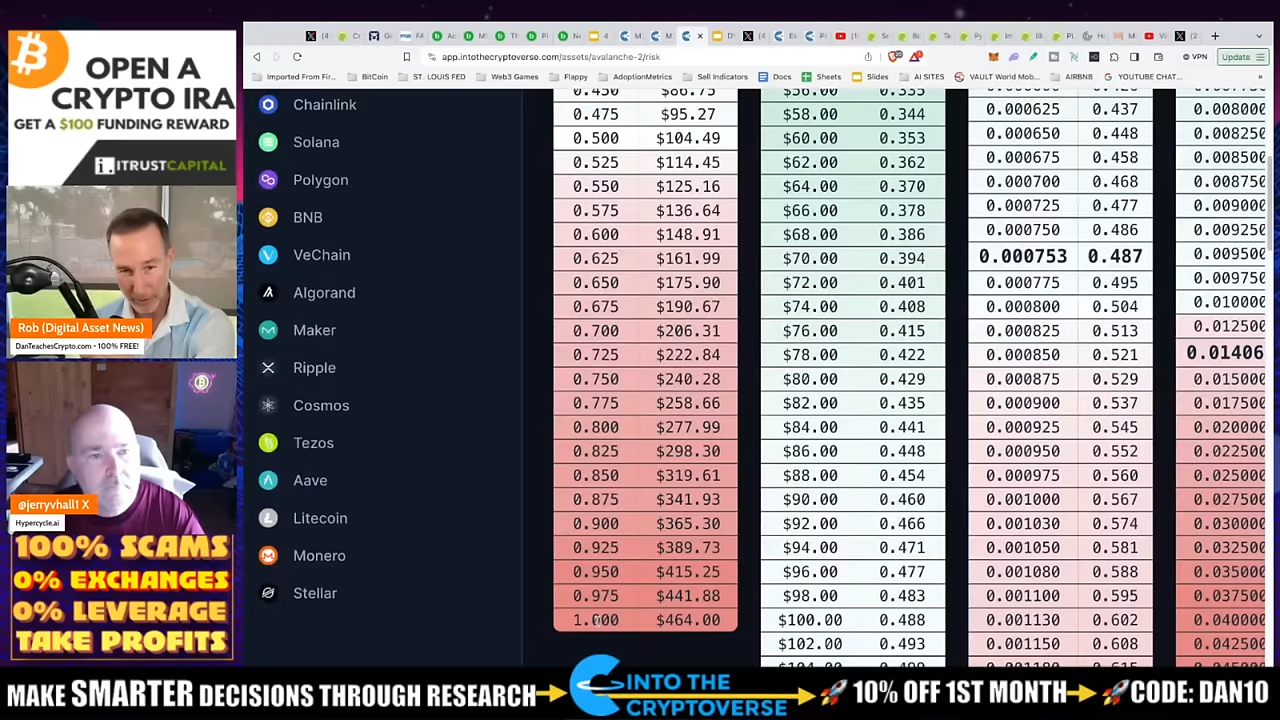 OPEN A
CRYPTO IRA
GET A $100 FUNDING REWARD
ITRUSTCAPITAL
Rob (Digital Asset News)
DanTeachesCrypto.com - 100% FREE!
@jerryvhall1 X
Hypercycle.ai
100% SCAMS
0% EXCHANGES
0% LEVERAGE
TAKE PROFITS
app.intothecryptoverse.com/assets/avalanche-2/risk
VPN
Update
Imported From Fir...
BitCoin
ST. LOUIS FED
Web3 Games
Flappy
AdoptionMetrics
Sell Indicators
Docs
Sheets
Slides
AI SITES
VAULT World Mob...
AIRBNB
YOUTUBE CHAT...
Chainlink
Solana
Polygon
BNB
VeChain
Algorand
Maker
Ripple
Cosmos
Tezos
Aave
Litecoin
Monero
Stellar
0.450 $86.75
0.475 $95.27
0.500 $104.49
0.525 $114.45
0.550 $125.16
0.575 $136.64
0.600 $148.91
0.625 $161.99
0.650 $175.90
0.675 $190.67
0.700 $206.31
0.725 $222.84
0.750 $240.28
0.775 $258.66
0.800 $277.99
0.825 $298.30
0.850 $319.61
0.875 $341.93
0.900 $365.30
0.925 $389.73
0.950 $415.25
0.975 $441.88
1.000 $464.00
$56.00 0.335
$58.00 0.344
$60.00 0.353
$62.00 0.362
$64.00 0.370
$66.00 0.378
$68.00 0.386
$70.00 0.394
$72.00 0.401
$74.00 0.408
$76.00 0.415
$78.00 0.422
$80.00 0.429
$82.00 0.435
$84.00 0.441
$86.00 0.448
$88.00 0.454
$90.00 0.460
$92.00 0.466
$94.00 0.471
$96.00 0.477
$98.00 0.483
$100.00 0.488
$102.00 0.493
0.000625 0.437
0.000650 0.448
0.000675 0.458
0.000700 0.468
0.000725 0.477
0.000750 0.486
0.000753 0.487
0.000775 0.495
0.000800 0.504
0.000825 0.513
0.000850 0.521
0.000875 0.529
0.000900 0.537
0.000925 0.545
0.000950 0.552
0.000975 0.560
0.001000 0.567
0.001030 0.574
0.001050 0.581
0.001080 0.588
0.001100 0.595
0.001130 0.602
0.001150 0.608
0.008000
0.008250
0.008500
0.008750
0.009000
0.009250
0.009500
0.009750
0.010000
0.012500
0.01406
0.015000
0.017500
0.020000
0.022500
0.025000
0.027500
0.030000
0.032500
0.035000
0.037500
0.040000
0.042500
MAKE SMARTER DECISIONS THROUGH RESEARCH
INTO THE
CRYPTOVERSE
10% OFF 1ST MONTH
CODE: DAN10